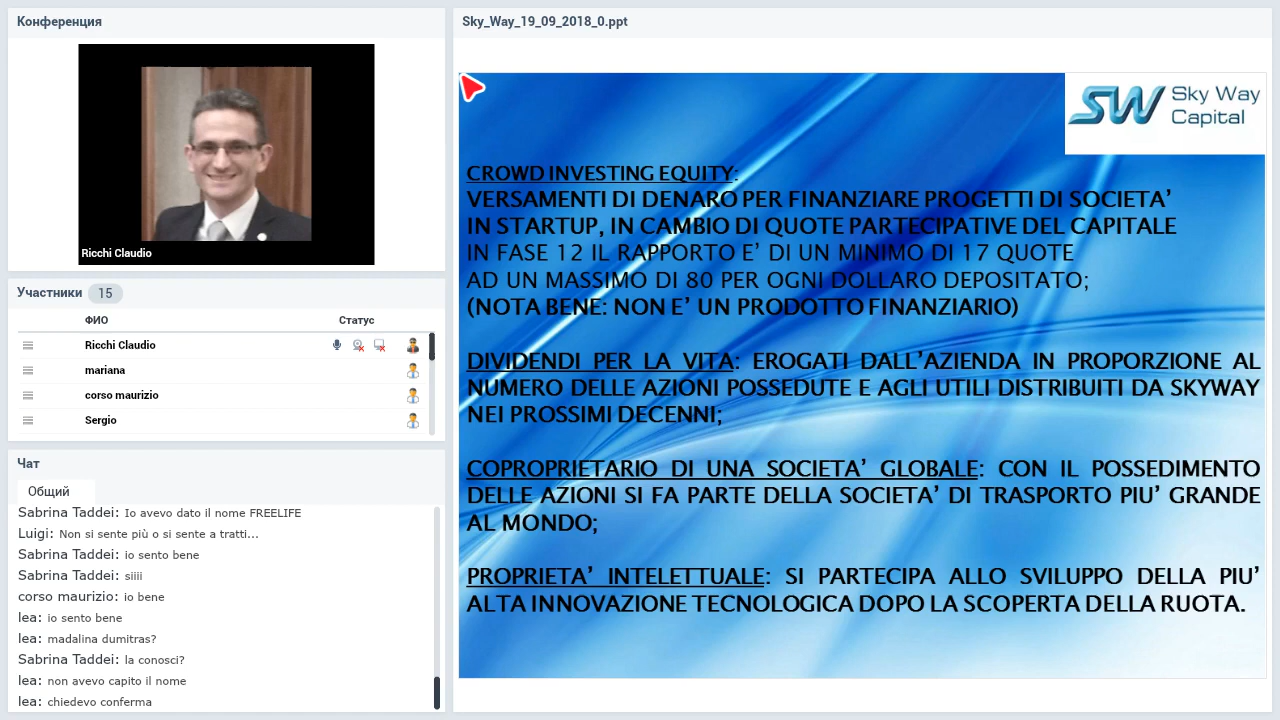 Конференция
Ricchi Claudio
Участники 15
ФИО Статус
Ricchi Claudio
mariana
corso maurizio
Sergio
Чат
Общий
Sabrina Taddei: Io avevo dato il nome FREELIFE
Luigi: Non si sente più o si sente a tratti...
Sabrina Taddei: io sento bene
Sabrina Taddei: siiii
corso maurizio: io bene
lea: io sento bene
lea: madalina dumitras?
Sabrina Taddei: la conosci?
lea: non avevo capito il nome
lea: chiedevo conferma
Sky_Way_19_09_2018_0.ppt
SW Sky Way
Capital
CROWD INVESTING EQUITY:
VERSAMENTI DI DENARO PER FINANZIARE PROGETTI DI SOCIETA'
IN STARTUP, IN CAMBIO DI QUOTE PARTECIPATIVE DEL CAPITALE
IN FASE 12 IL RAPPORTO E' DI UN MINIMO DI 17 QUOTE
AD UN MASSIMO DI 80 PER OGNI DOLLARO DEPOSITATO;
(NOTA BENE: NON E' UN PRODOTTO FINANZIARIO)
DIVIDENDI PER LA VITA: EROGATI DALL'AZIENDA IN PROPORZIONE AL
NUMERO DELLE AZIONI POSSEDUTE E AGLI UTILI DISTRIBUITI DA SKYWAY
NEI PROSSIMI DECENNI;
COPROPRIETARIO DI UNA SOCIETA' GLOBALE: CON IL POSSEDIMENTO
DELLE AZIONI SI FA PARTE DELLA SOCIETA' DI TRASPORTO PIU' GRANDE
AL MONDO;
PROPRIETA' INTELETTUALE: SI PARTECIPA ALLO SVILUPPO DELLA PIU'
ALTA INNOVAZIONE TECNOLOGICA DOPO LA SCOPERTA DELLA RUOTA.